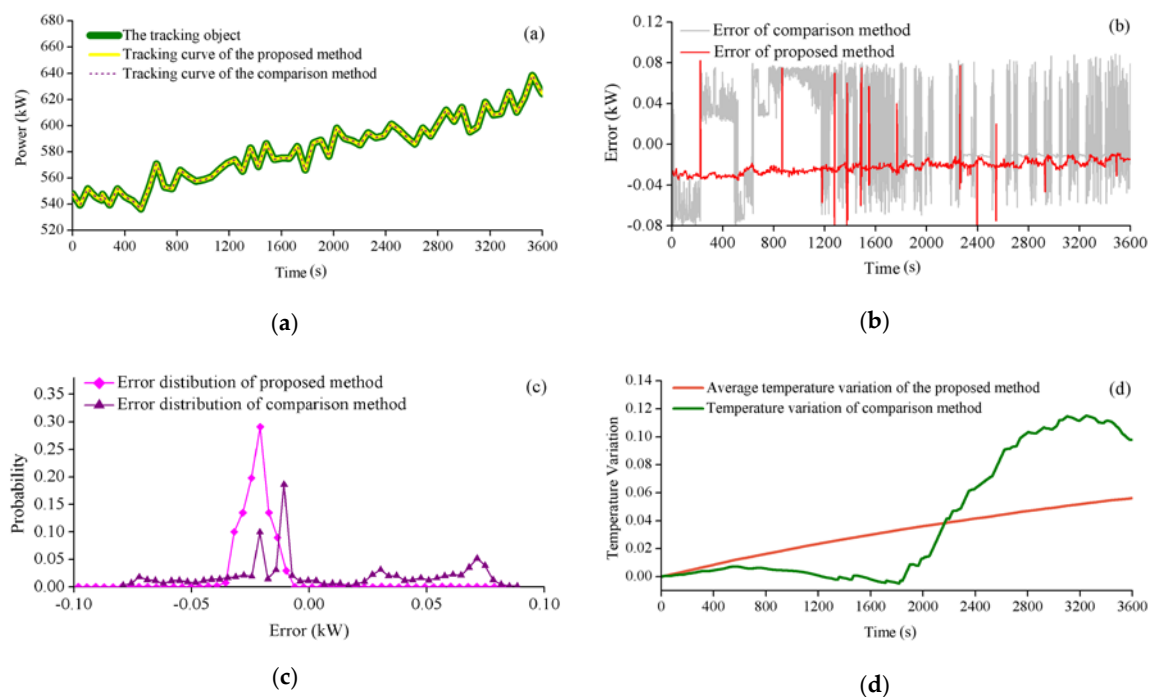 (a)
The tracking object
Tracking curve of the proposed method
Tracking curve of the comparison method
680
660
640
620
600
580
560
540
520
Power (kW)
0 400 800 1200 1600 2000 2400 2800 3200 3600
Time (s)
(a)
(b)
Error of comparison method
Error of proposed method
0.12
0.08
0.04
0.00
-0.04
-0.08
Error (kW)
0 400 800 1200 1600 2000 2400 2800 3200 3600
Time (s)
(b)
(c)
Error distibution of proposed method
Error distribution of comparison method
0.35
0.30
0.25
0.20
0.15
0.10
0.05
0.00
Probability
-0.10 -0.05 0.00 0.05 0.10
Error (kW)
(c)
(d)
Average temperature variation of the proposed method
Temperature variation of comparison method
0.14
0.12
0.10
0.08
0.06
0.04
0.02
0.00
Temperature Variation
0 400 800 1200 1600 2000 2400 2800 3200 3600
Time (s)
(d)